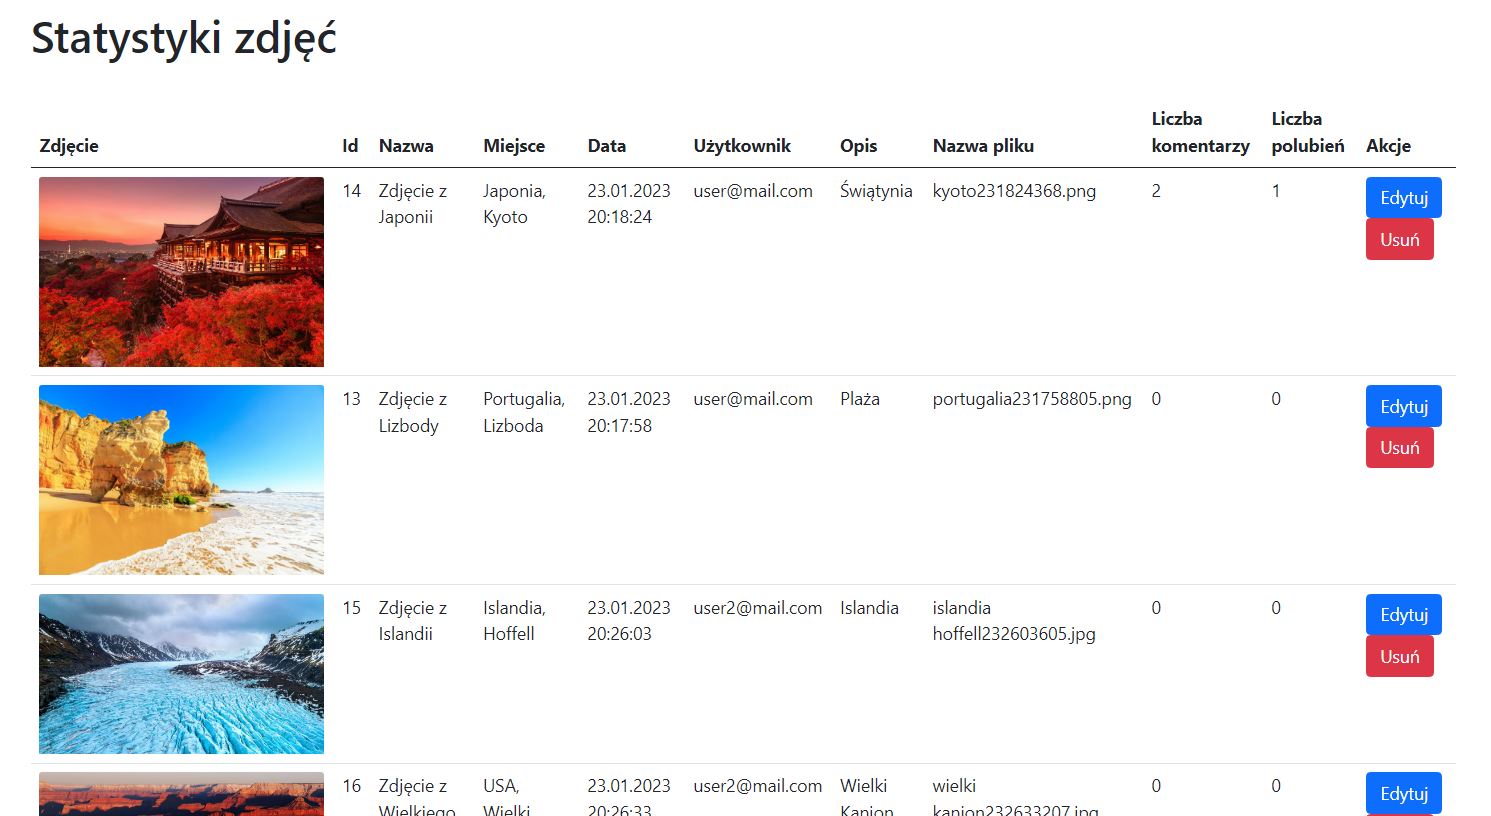 Statystyki zdjęć
Zdjęcie Id Nazwa Miejsce Data Użytkownik Opis Nazwa pliku Liczba komentarzy Liczba polubień Akcje
14 Zdjęcie z Japonii Japonia, Kyoto 23.01.2023 20:18:24 user@mail.com Świątynia kyoto231824368.png 2 1 Edytuj Usuń
13 Zdjęcie z Lizbody Portugalia, Lizboda 23.01.2023 20:17:58 user@mail.com Plaża portugalia231758805.png 0 0 Edytuj Usuń
15 Zdjęcie z Islandii Islandia, Hoffell 23.01.2023 20:26:03 user2@mail.com Islandia islandia hoffell232603605.jpg 0 0 Edytuj Usuń
16 Zdjęcie z Wielkiego USA, Wielki 23.01.2023 20:26:33 user2@mail.com Wielki Kanion wielki kanion232633207.jpg 0 0 Edytuj